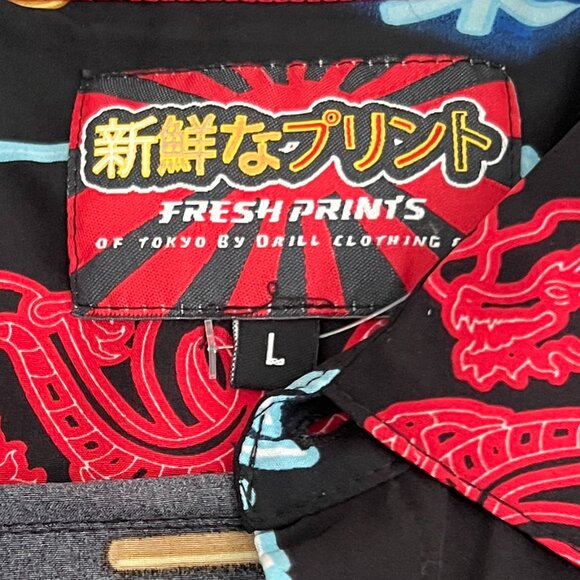 新鮮なプリント
FRESH PRINTS
OF TOKYO BY DRILL CLOTHING
L